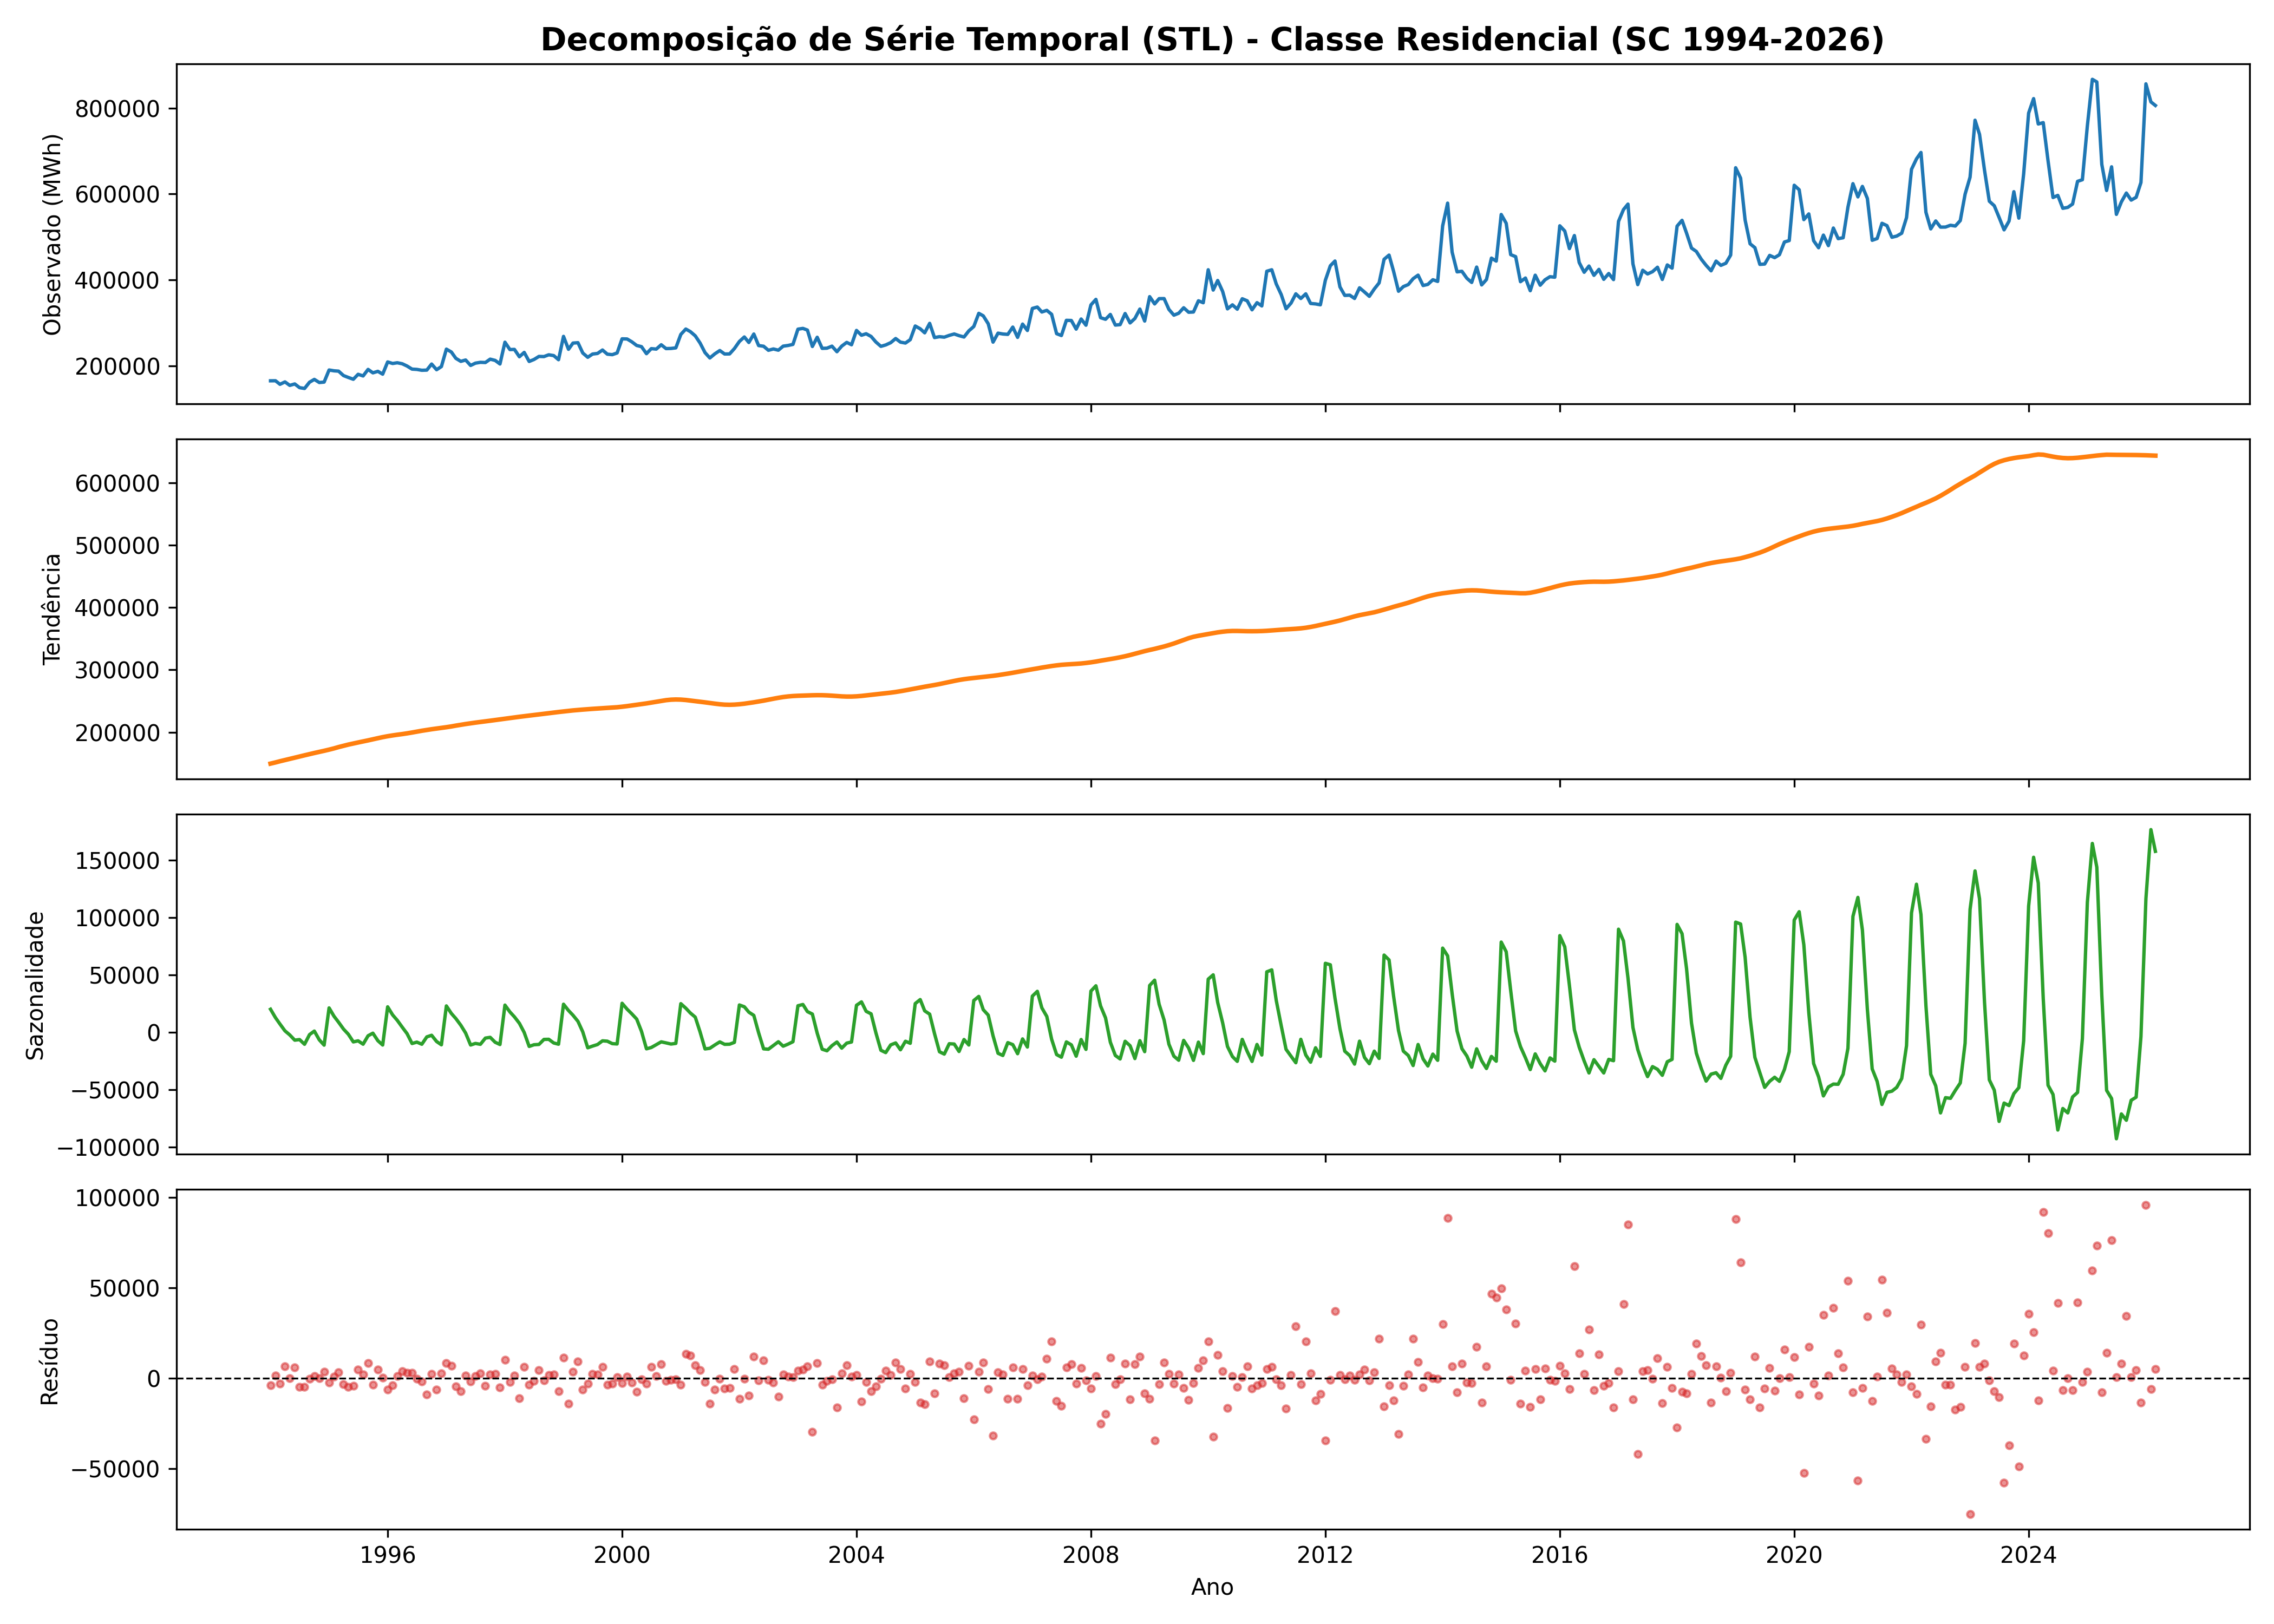 Decomposição de Série Temporal (STL) - Classe Residencial (SC 1994-2026)
Observado (MWh)
800000
600000
400000
200000
Tendência
600000
500000
400000
300000
200000
Sazonalidade
150000
100000
50000
0
−50000
−100000
Resíduo
100000
50000
0
−50000
1996 2000 2004 2008 2012 2016 2020 2024
Ano